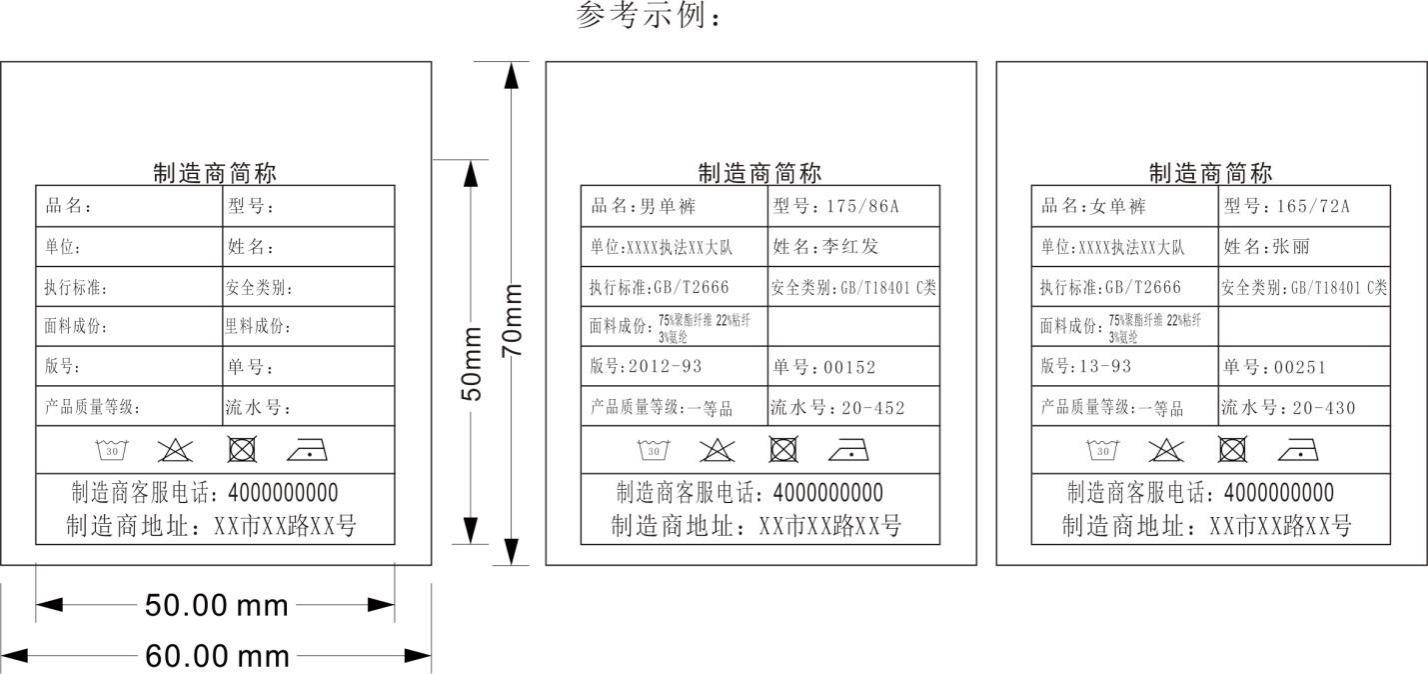 参考示例：
制造商简称
品名： 型号：
单位： 姓名：
执行标准： 安全类别：
面料成份： 里料成份：
版号： 单号：
产品质量等级： 流水号：
30
制造商客服电话：4000000000
制造商地址：XX市XX路XX号
50.00 mm
60.00 mm
50mm
70mm
制造商简称
品名：男单裤 型号：175/86A
单位：XXXX执法XX大队 姓名：李红发
执行标准：GB/T2666 安全类别：GB/T18401 C类
面料成份：75%聚酯纤维 22%粘纤
3%氨纶
版号：2012-93 单号：00152
产品质量等级：一等品 流水号：20-452
30
制造商客服电话：4000000000
制造商地址：XX市XX路XX号
制造商简称
品名：女单裤 型号：165/72A
单位：XXXX执法XX大队 姓名：张丽
执行标准：GB/T2666 安全类别：GB/T18401 C类
面料成份：75%聚酯纤维 22%粘纤
3%氨纶
版号：13-93 单号：00251
产品质量等级：一等品 流水号：20-430
30
制造商客服电话：4000000000
制造商地址：XX市XX路XX号